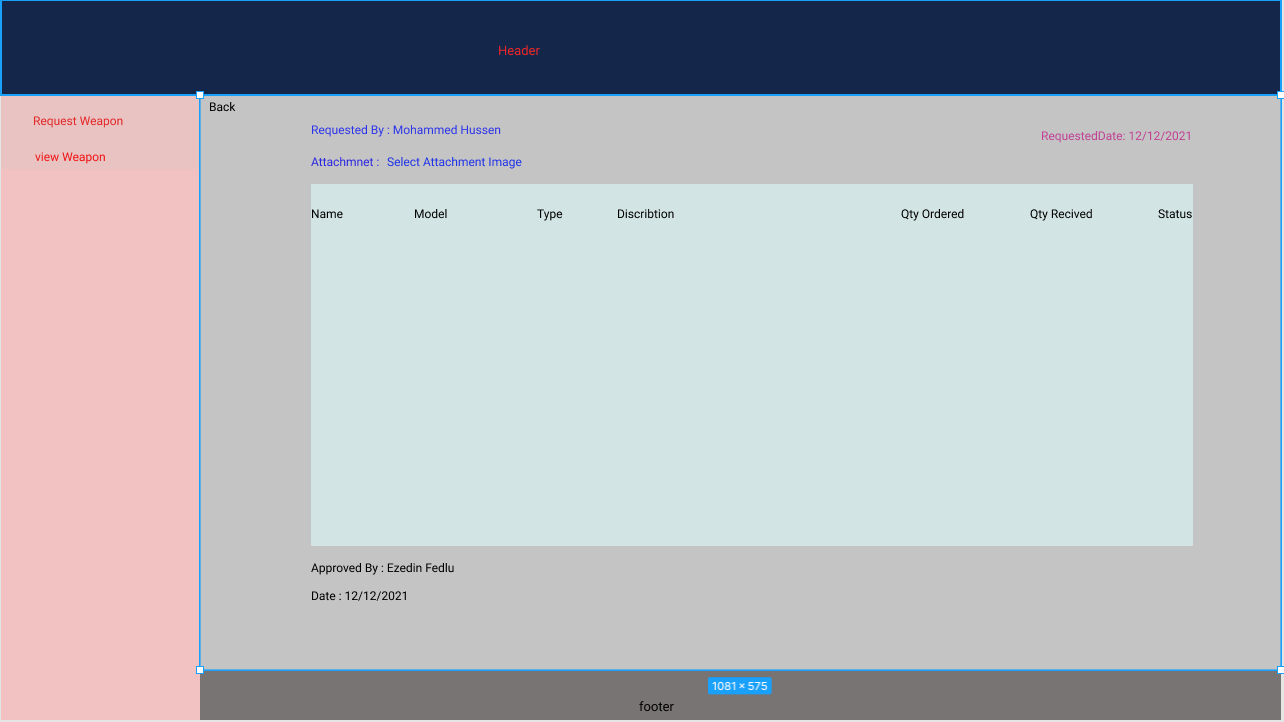 Header
Request Weapon
view Weapon
Back
Requested By : Mohammed Hussen
RequestedDate: 12/12/2021
Attachmnet : Select Attachment Image
Name Model Type Discribtion Qty Ordered Qty Recived Status
Approved By : Ezedin Fedlu
Date : 12/12/2021
1081 × 575
footer